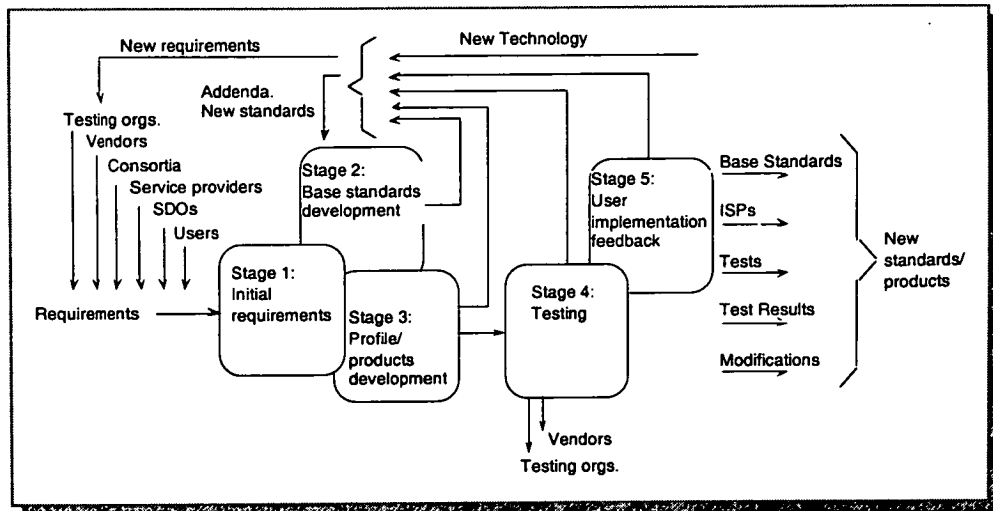 New requirements
New Technology
Addenda.
New standards
Testing orgs.
Vendors
Consortia
Service providers
SDOs
Users
Requirements
Stage 1:
Initial
requirements
Stage 2:
Base standards
development
Stage 3:
Profile/
products
development
Stage 4:
Testing
Vendors
Testing orgs.
Stage 5:
User
implementation
feedback
Base Standards
ISPs
Tests
Test Results
Modifications
New
standards/
products